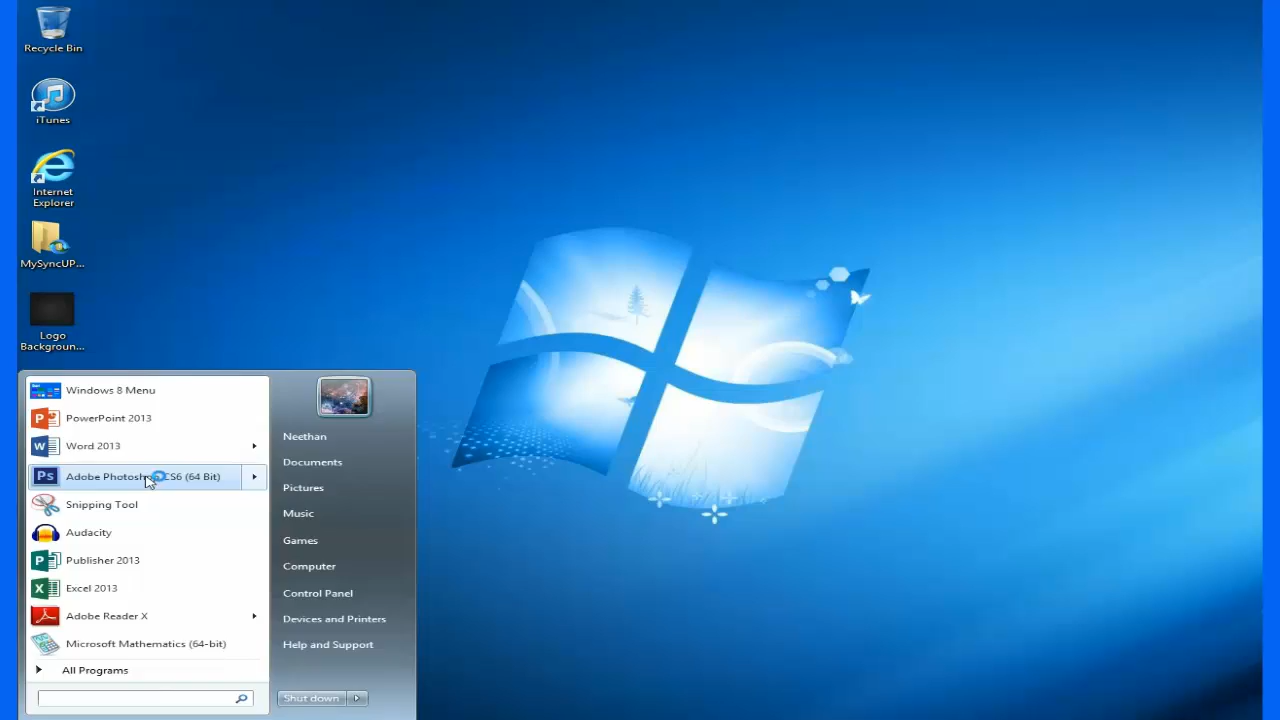 Recycle Bin
iTunes
Internet
Explorer
MySyncUP...
Logo
Backgroun...
Windows 8 Menu
PowerPoint 2013
Word 2013
Ps
Adobe Photosh CS6 (64 Bit)
Snipping Tool
Audacity
Publisher 2013
Excel 2013
Adobe Reader X
Microsoft Mathematics (64-bit)
All Programs
Neethan
Documents
Pictures
Music
Games
Computer
Control Panel
Devices and Printers
Help and Support
Shut down